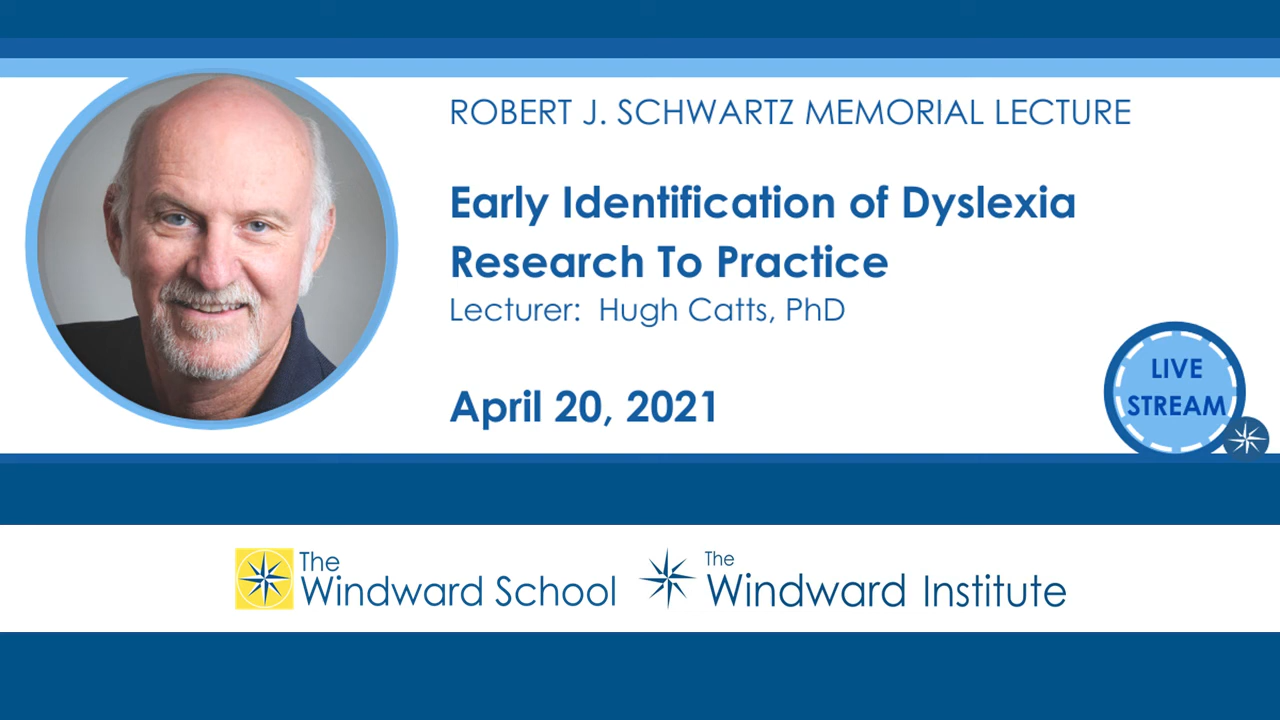 ROBERT J. SCHWARTZ MEMORIAL LECTURE
Early Identification of Dyslexia
Research To Practice
Lecturer: Hugh Catts, PhD
April 20, 2021
LIVE
STREAM
The
Windward School
The
Windward Institute